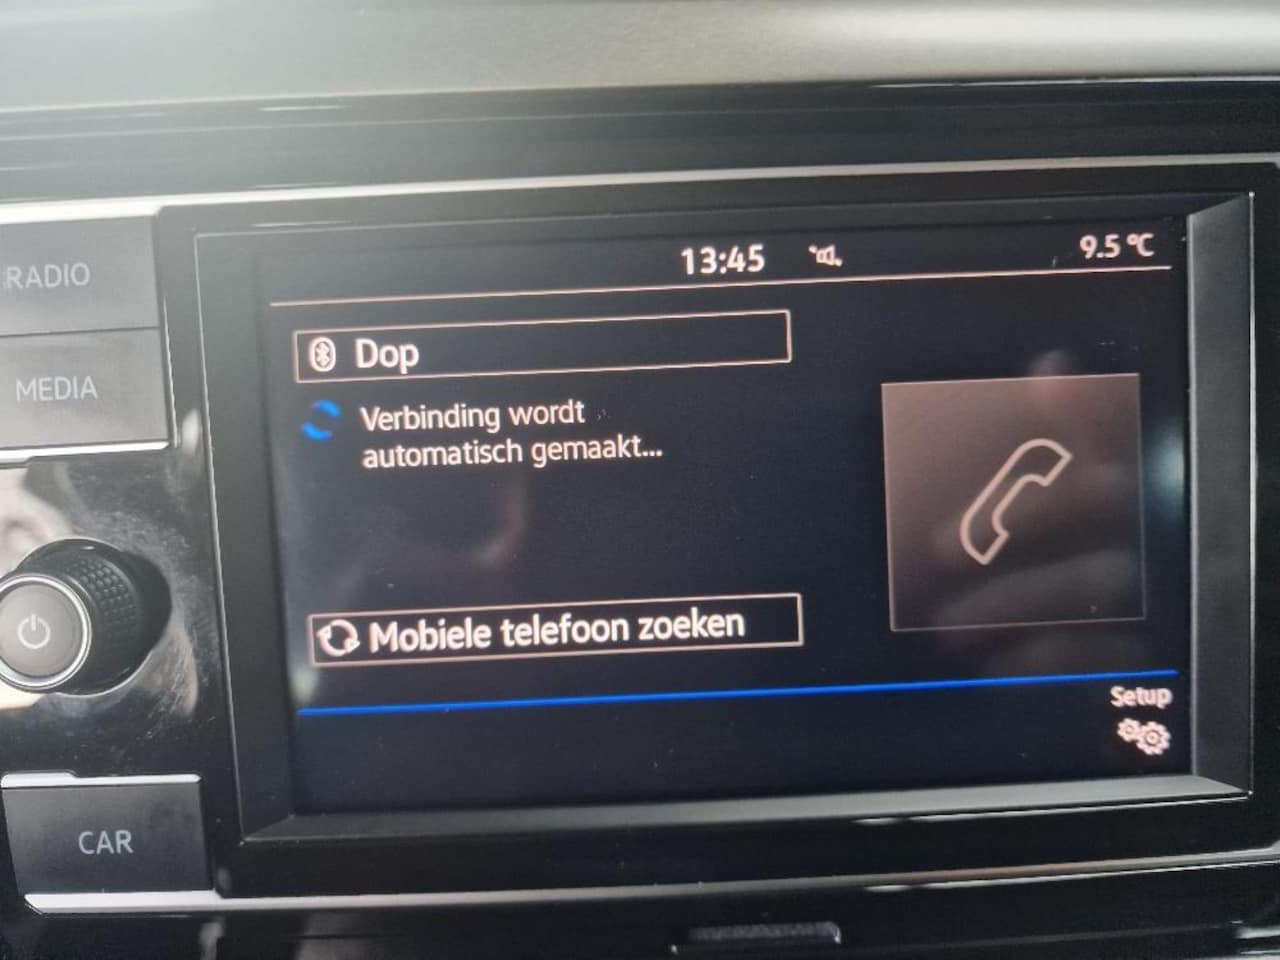 RADIO
MEDIA
CAR
13:45
9.5 °C
Dop
Verbinding wordt
automatisch gemaakt...
Mobiele telefoon zoeken
Setup